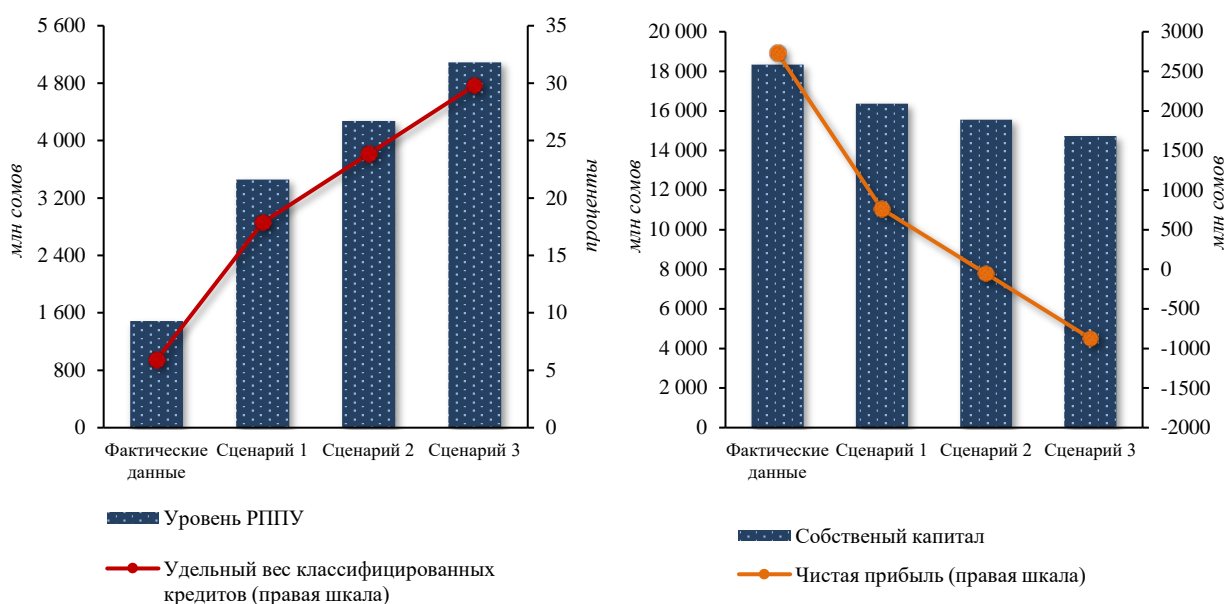 5 600
4 800
4 000
3 200
2 400
1 600
800
0
млн сомов
35
30
25
20
15
10
5
0
проценты
Фактические данные
Сценарий 1
Сценарий 2
Сценарий 3
Уровень РППУ
Удельный вес классифицированных
кредитов (правая шкала)
20 000
18 000
16 000
14 000
12 000
10 000
8 000
6 000
4 000
2 000
0
млн сомов
3000
2500
2000
1500
1000
500
0
-500
-1000
-1500
-2000
млн сомов
Фактические
данные
Сценарий 1
Сценарий 2
Сценарий 3
Собственый капитал
Чистая прибыль (правая шкала)